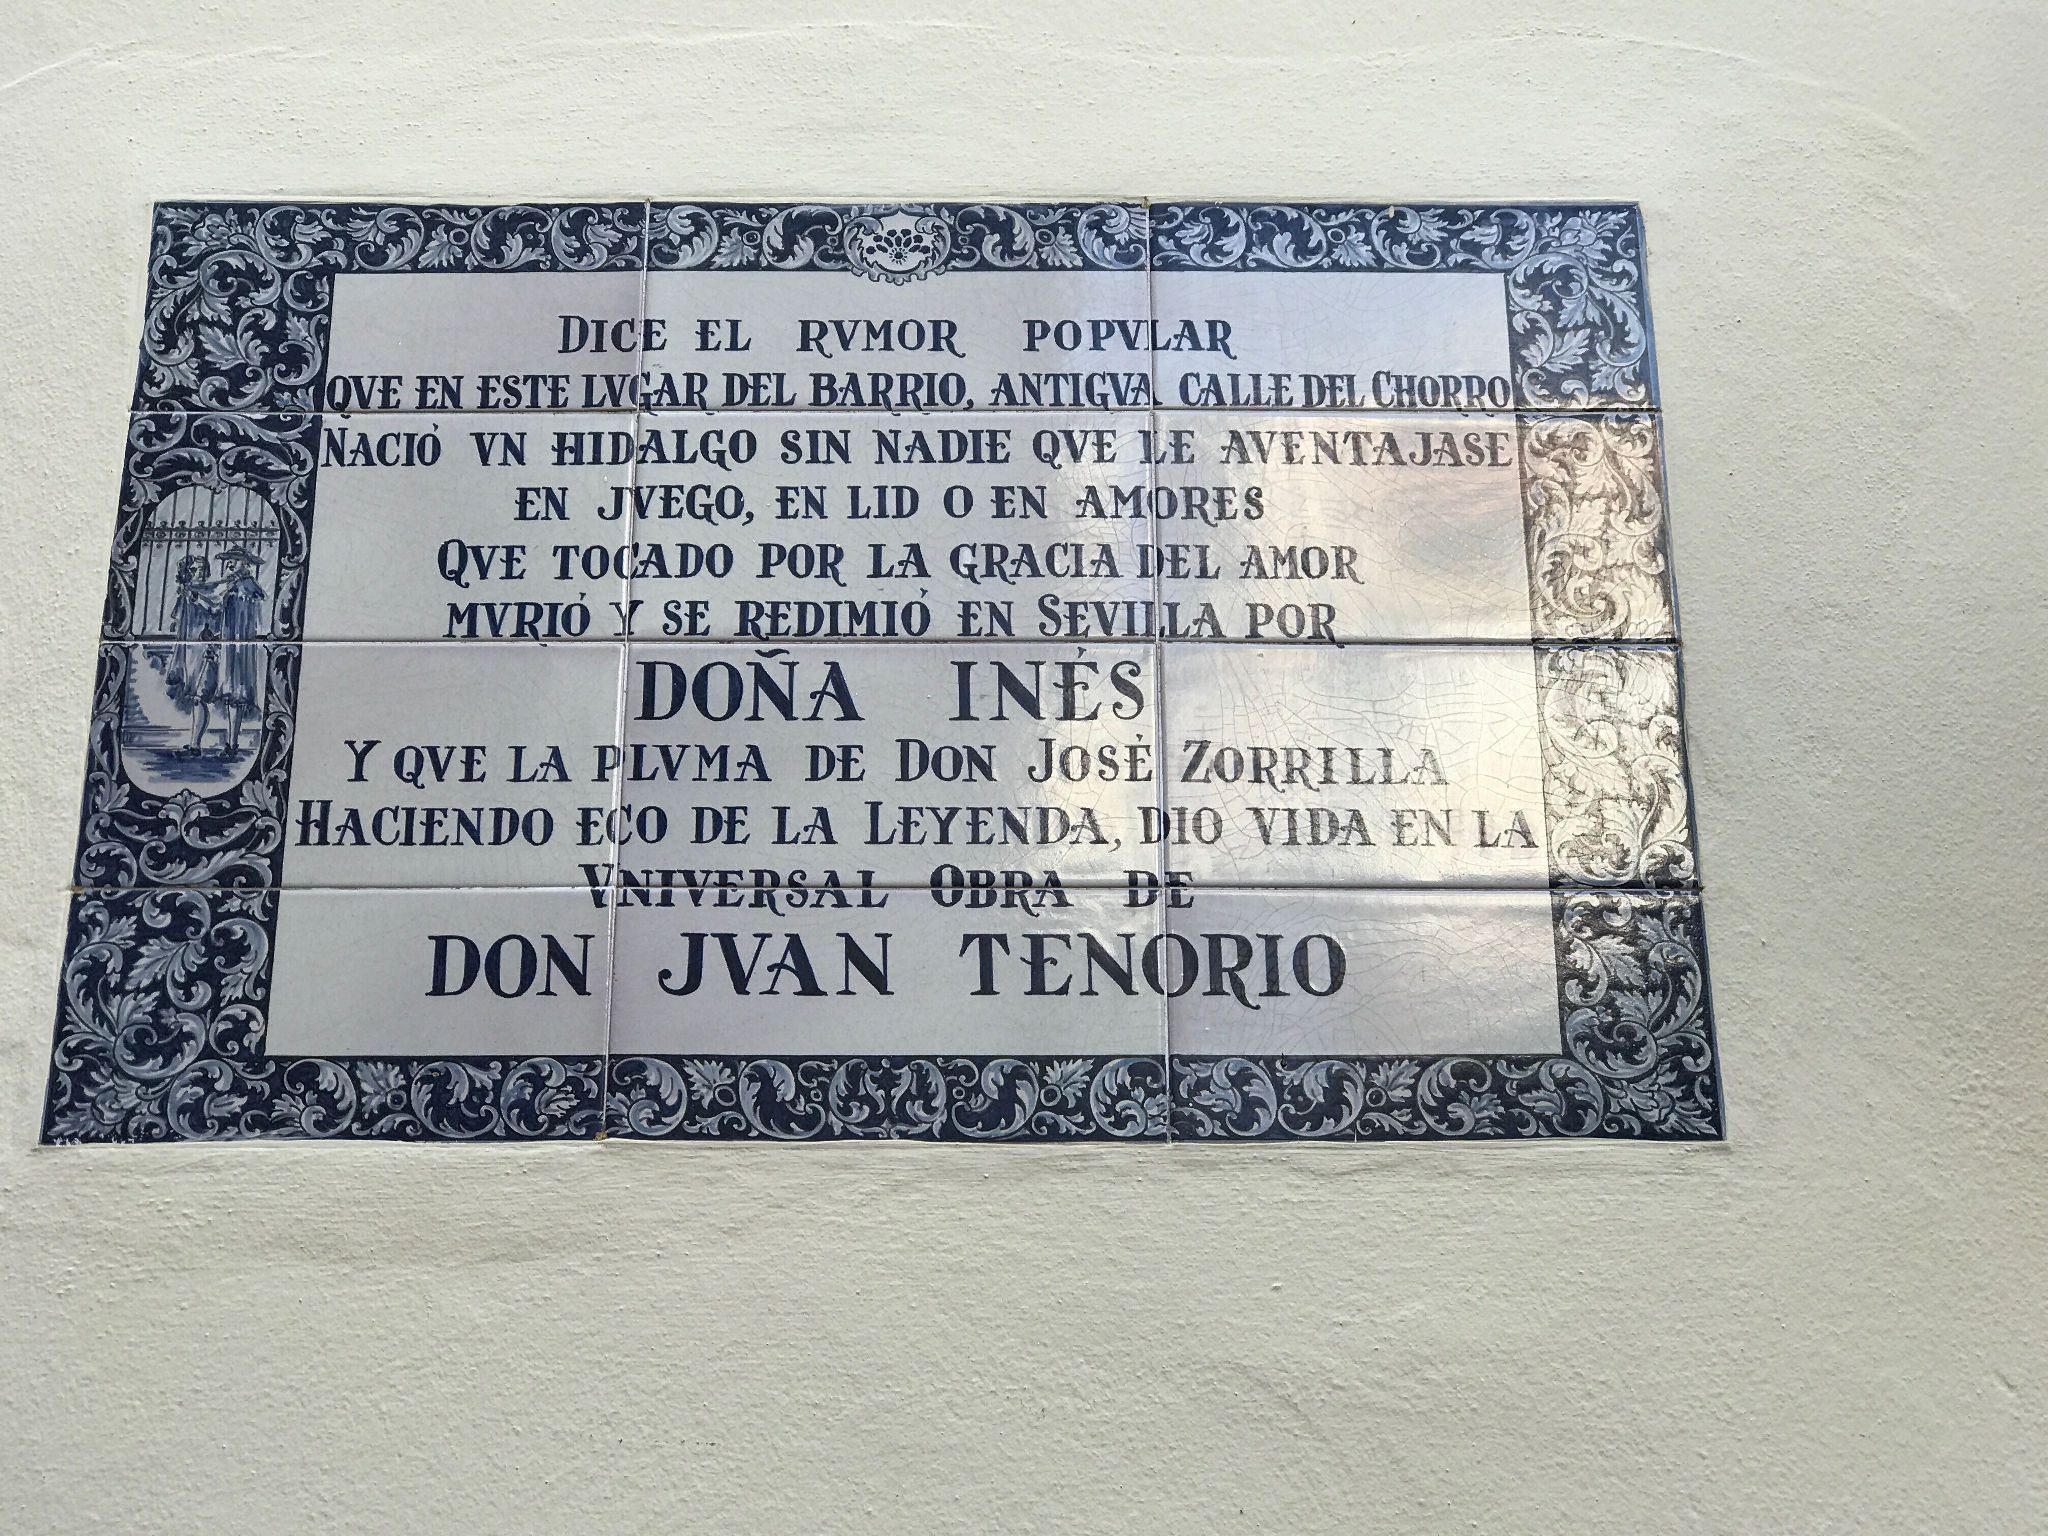 DICE EL RVMOR POPVLAR
QVE EN ESTE LVGAR DEL BARRIO, ANTIGVA CALLE DEL CHORRO
NACIÓ VN HIDALGO SIN NADIE QVE LE AVENTAJASE
EN JVEGO, EN LID O EN AMORES
QVE TOCADO POR LA GRACIA DEL AMOR
MVRIÓ Y SE REDIMIÓ EN SEVILLA POR
DOÑA INÉS
Y QVE LA PLVMA DE DON JOSÉ ZORRILLA
HACIENDO ECO DE LA LEYENDA, DIO VIDA EN LA
VNIVERSAL OBRA DE
DON JVAN TENORIO